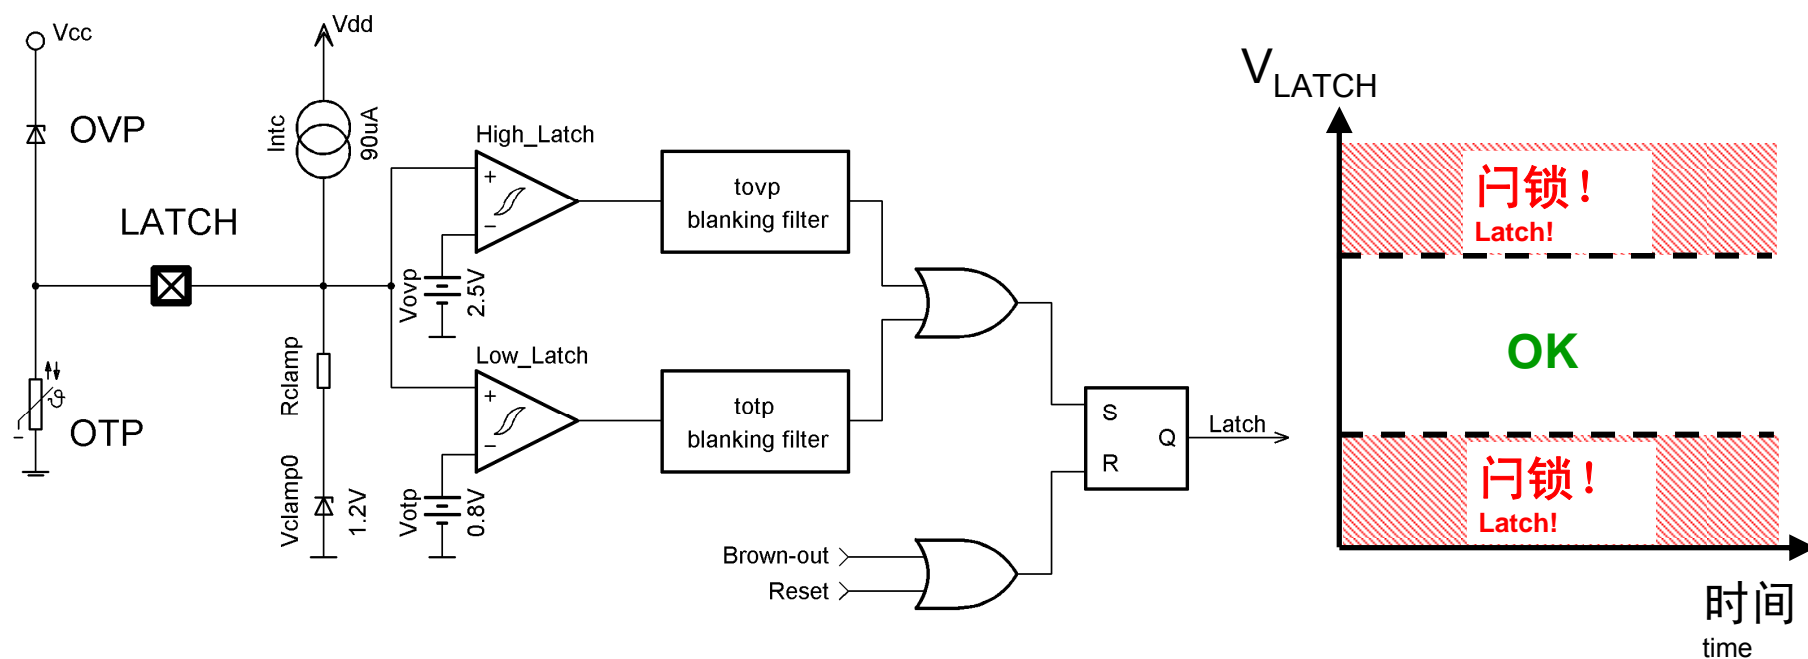 Vcc
Vdd
OVP
Intc
90uA
High_Latch
LATCH
+
−
tovp
blanking filter
Vovp
2.5V
Low_Latch
Rclamp
+
−
totp
blanking filter
ϑ
−
OTP
Vclamp0
1.2V
Votp
0.8V
S
R
Q
Latch
Brown-out
Reset
VLATCH
闩锁！
Latch!
OK
闩锁！
Latch!
时间
time